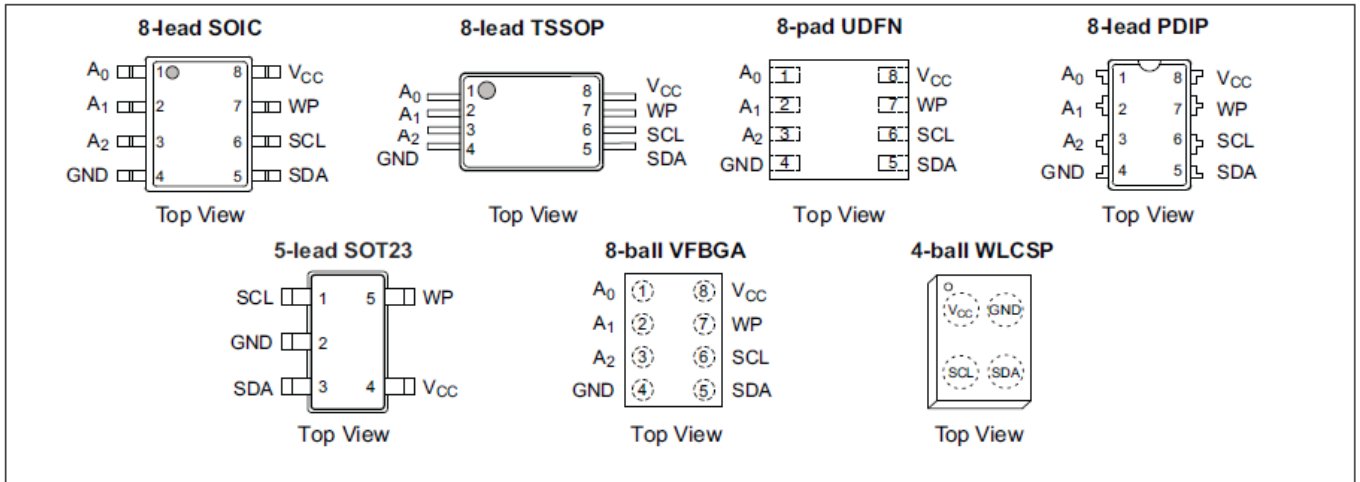 8-lead SOIC
A0 1 8 VCC
A1 2 7 WP
A2 3 6 SCL
GND 4 5 SDA
Top View
8-lead TSSOP
A0 1 8 VCC
A1 2 7 WP
A2 3 6 SCL
GND 4 5 SDA
Top View
8-pad UDFN
A0 1 8 VCC
A1 2 7 WP
A2 3 6 SCL
GND 4 5 SDA
Top View
8-lead PDIP
A0 1 8 VCC
A1 2 7 WP
A2 3 6 SCL
GND 4 5 SDA
Top View
5-lead SOT23
SCL 1 5 WP
GND 2
SDA 3 4 VCC
Top View
8-ball VFBGA
A0 1 8 VCC
A1 2 7 WP
A2 3 6 SCL
GND 4 5 SDA
Top View
4-ball WLCSP
VCC GND
SCL SDA
Top View